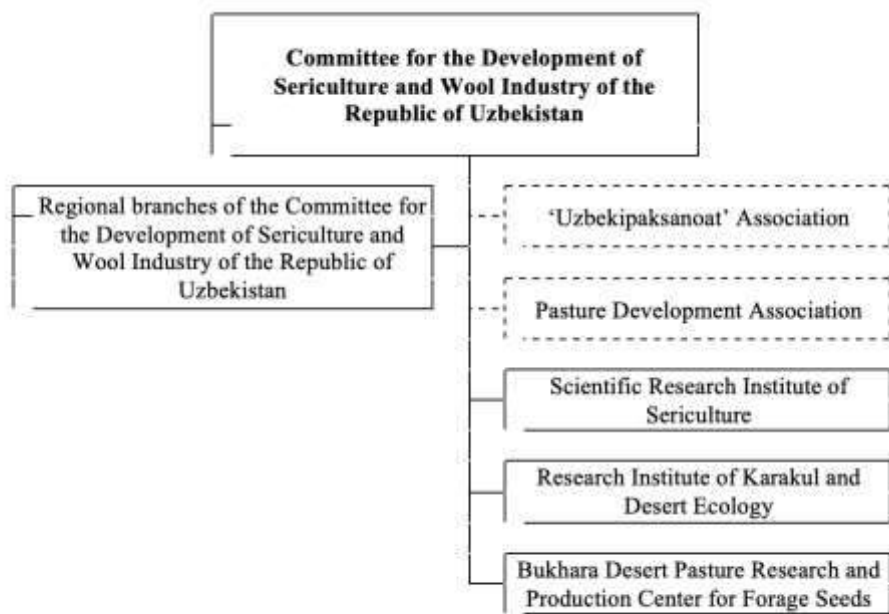 Committee for the Development of
Sericulture and Wool Industry of the
Republic of Uzbekistan
Regional branches of the Committee for
the Development of Sericulture and
Wool Industry of the Republic of
Uzbekistan
‘Uzbekipaksanoat’ Association
Pasture Development Association
Scientific Research Institute of
Sericulture
Research Institute of Karakul and
Desert Ecology
Bukhara Desert Pasture Research and
Production Center for Forage Seeds